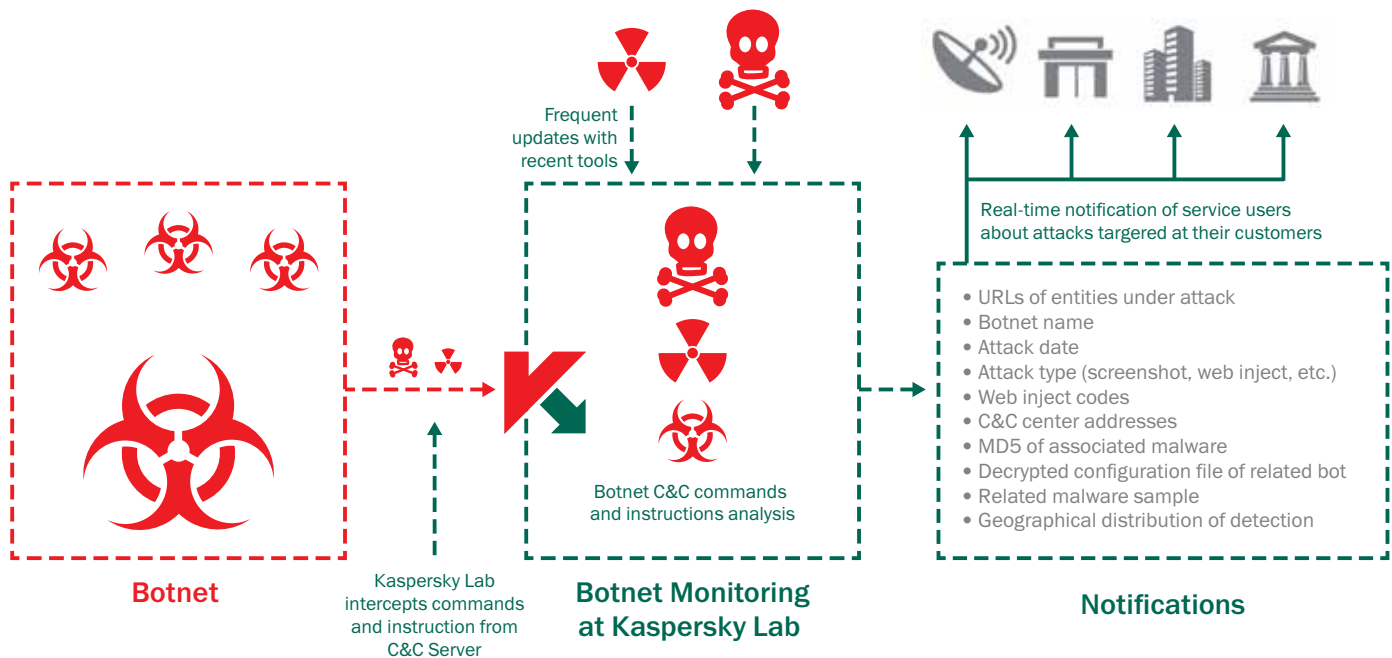 Frequent
updates with
recent tools
Real-time notification of service users
about attacks targered at their customers
• URLs of entities under attack
• Botnet name
• Attack date
• Attack type (screenshot, web inject, etc.)
• Web inject codes
• C&C center addresses
• MD5 of associated malware
• Decrypted configuration file of related bot
• Related malware sample
• Geographical distribution of detection
Botnet C&C commands
and instructions analysis
Botnet
Kaspersky Lab
intercepts commands
and instruction from
C&C Server
Botnet Monitoring
at Kaspersky Lab
Notifications